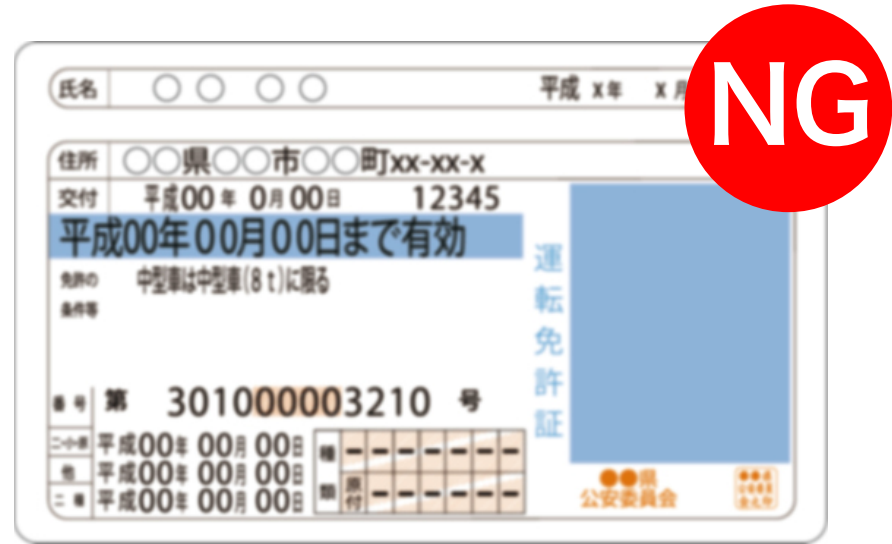 NG
氏名 ○○ ○○ 平成 x年 x月
住所 ○○県○○市○○町xx-xx-x
交付 平成00年 0月00日 12345
平成00年00月00日まで有効
免許の
条件等
中型車は中型車(8t)に限る
運転免許証
番号 第 301000003210 号
二・小・原 平成00年 00月 00日
他 平成00年 00月 00日
二種 平成00年 00月 00日
種類
原付
●●県
公安委員会